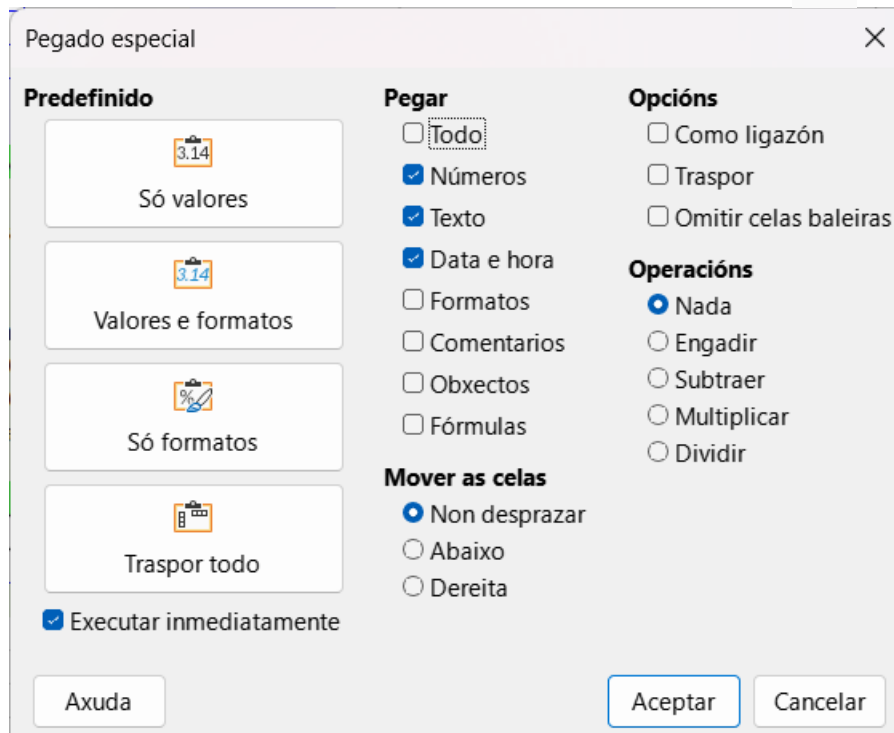 Pegado especial
Predefinido
3.14
Só valores
3.14
Valores e formatos
%
Só formatos
Traspor todo
Executar inmediatamente
Pegar
Todo
Números
Texto
Data e hora
Formatos
Comentarios
Obxectos
Fórmulas
Mover as celas
Non desprazar
Abaixo
Dereita
Opcións
Como ligazón
Traspor
Omitir celas baleiras
Operacións
Nada
Engadir
Subtraer
Multiplicar
Dividir
Axuda
Aceptar
Cancelar